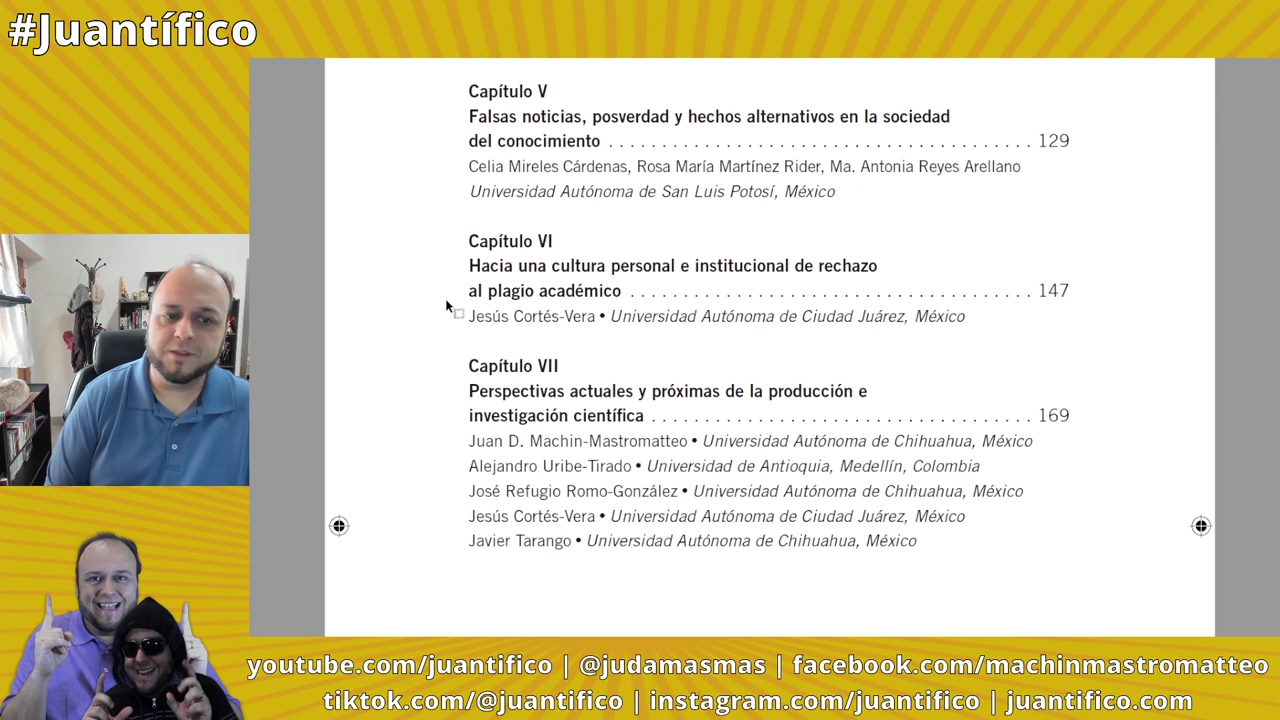 #Juantífico
Capítulo V
Falsas noticias, posverdad y hechos alternativos en la sociedad
del conocimiento . . . . . . . . . . . . . . . . . . . . . . . . . . . . . . . . . . . . . . . . . 129
Celia Mireles Cárdenas, Rosa María Martínez Rider, Ma. Antonia Reyes Arellano
Universidad Autónoma de San Luis Potosí, México
Capítulo VI
Hacia una cultura personal e institucional de rechazo
al plagio académico . . . . . . . . . . . . . . . . . . . . . . . . . . . . . . . . . . . . . . . 147
Jesús Cortés-Vera • Universidad Autónoma de Ciudad Juárez, México
Capítulo VII
Perspectivas actuales y próximas de la producción e
investigación científica . . . . . . . . . . . . . . . . . . . . . . . . . . . . . . . . . . . . . 169
Juan D. Machin-Mastromatteo • Universidad Autónoma de Chihuahua, México
Alejandro Uribe-Tirado • Universidad de Antioquia, Medellín, Colombia
José Refugio Romo-González • Universidad Autónoma de Chihuahua, México
Jesús Cortés-Vera • Universidad Autónoma de Ciudad Juárez, México
Javier Tarango • Universidad Autónoma de Chihuahua, México
youtube.com/juantifico | @judamasmas | facebook.com/machinmastromatteo
tiktok.com/@juantifico | instagram.com/juantifico | juantifico.com